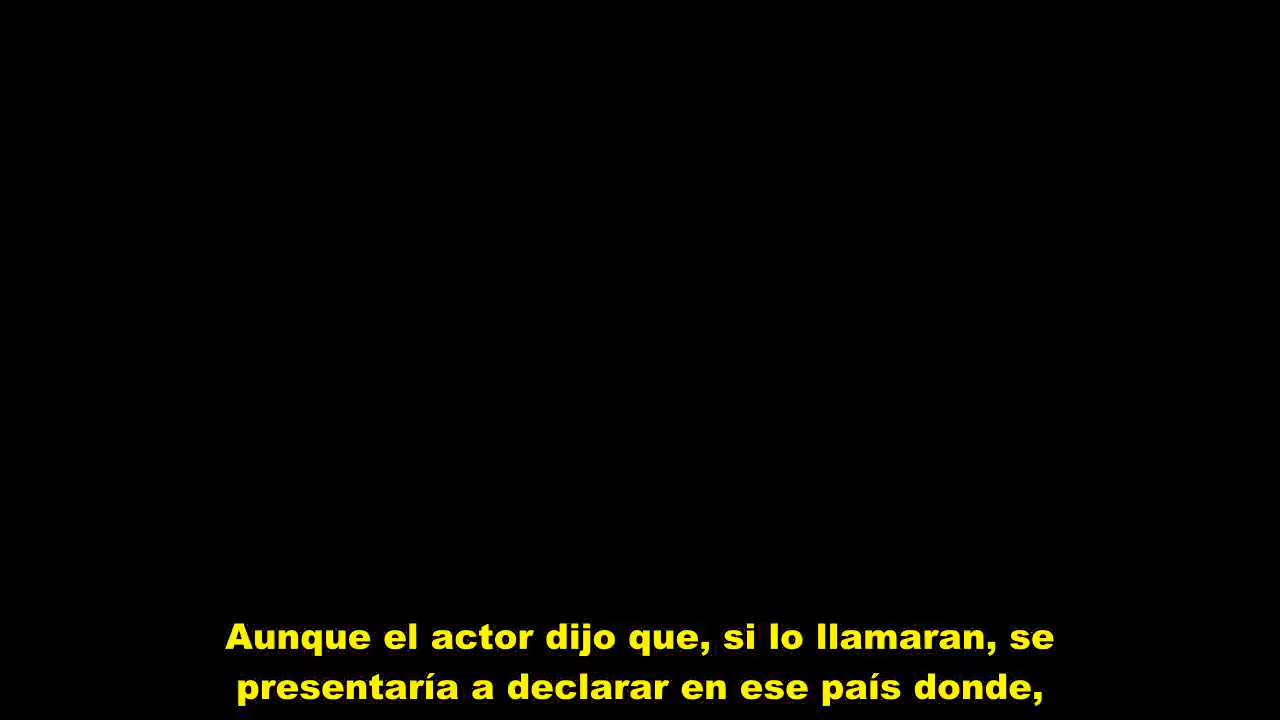 Aunque el actor dijo que, si lo llamaran, se
presentaría a declarar en ese país donde,